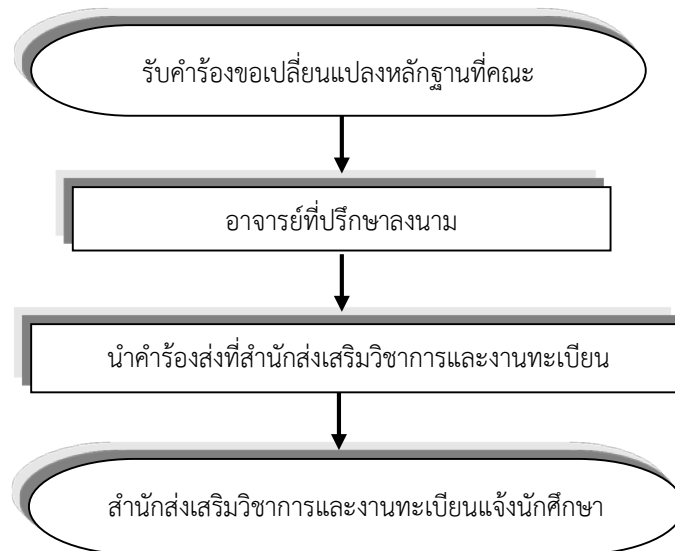 รับคำร้องขอเปลี่ยนแปลงหลักฐานที่คณะ
อาจารย์ที่ปรึกษาลงนาม
นำคำร้องส่งที่สำนักส่งเสริมวิชาการและงานทะเบียน
สำนักส่งเสริมวิชาการและงานทะเบียนแจ้งนักศึกษา